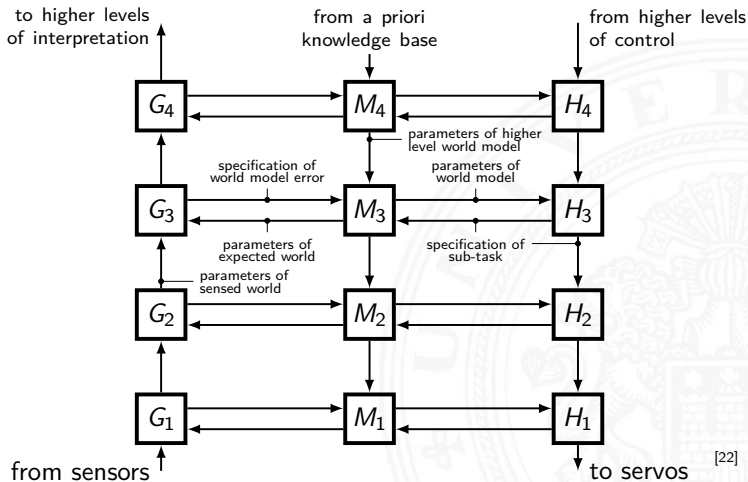 to higher levels
of interpretation
from a priori
knowledge base
from higher levels
of control
G4
M4
H4
parameters of higher
level world model
specification of
world model error
parameters of
world model
G3
M3
H3
parameters of
expected world
specification of
sub-task
parameters of
sensed world
G2
M2
H2
G1
M1
H1
from sensors
to servos
[22]